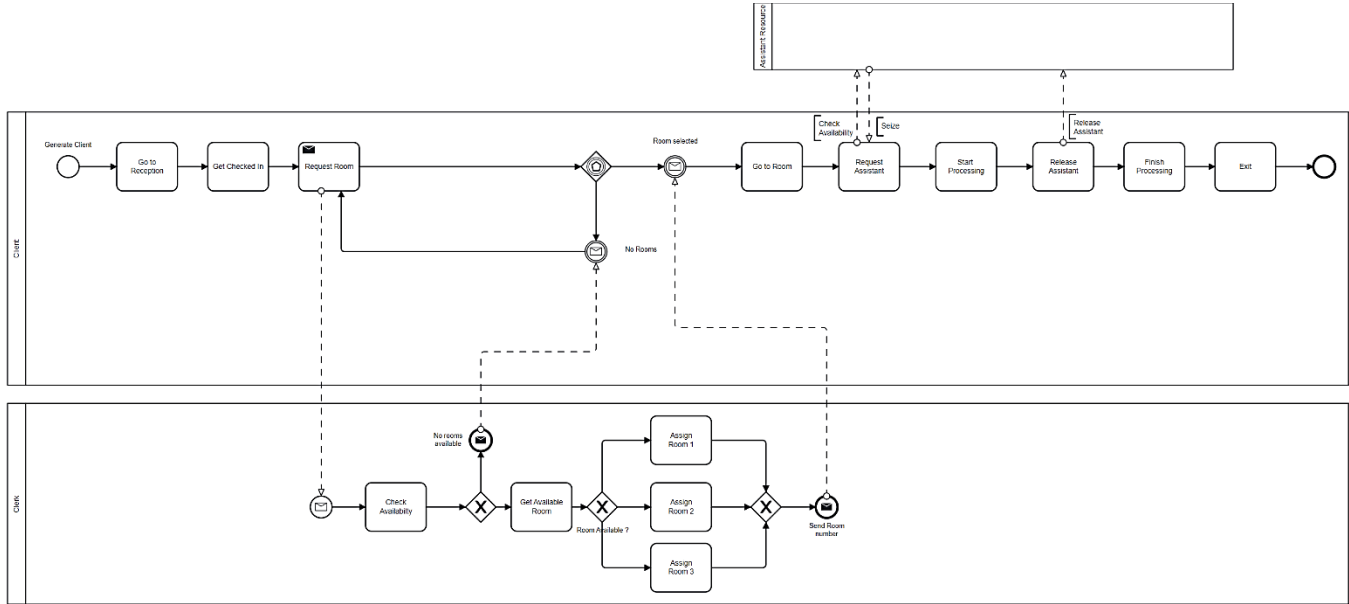 Assistant Resource
Client
Generate Client
Go to
Reception
Get Checked In
Request Room
No Rooms
Room selected
Go to Room
Check
Availability
Seize
Request
Assistant
Start
Processing
Release
Assistant
Release
Assistant
Finish
Processing
Exit
Clerk
Check
Availabilty
No rooms
available
Get Available
Room
Room Available ?
Assign
Room 1
Assign
Room 2
Assign
Room 3
Send Room
number